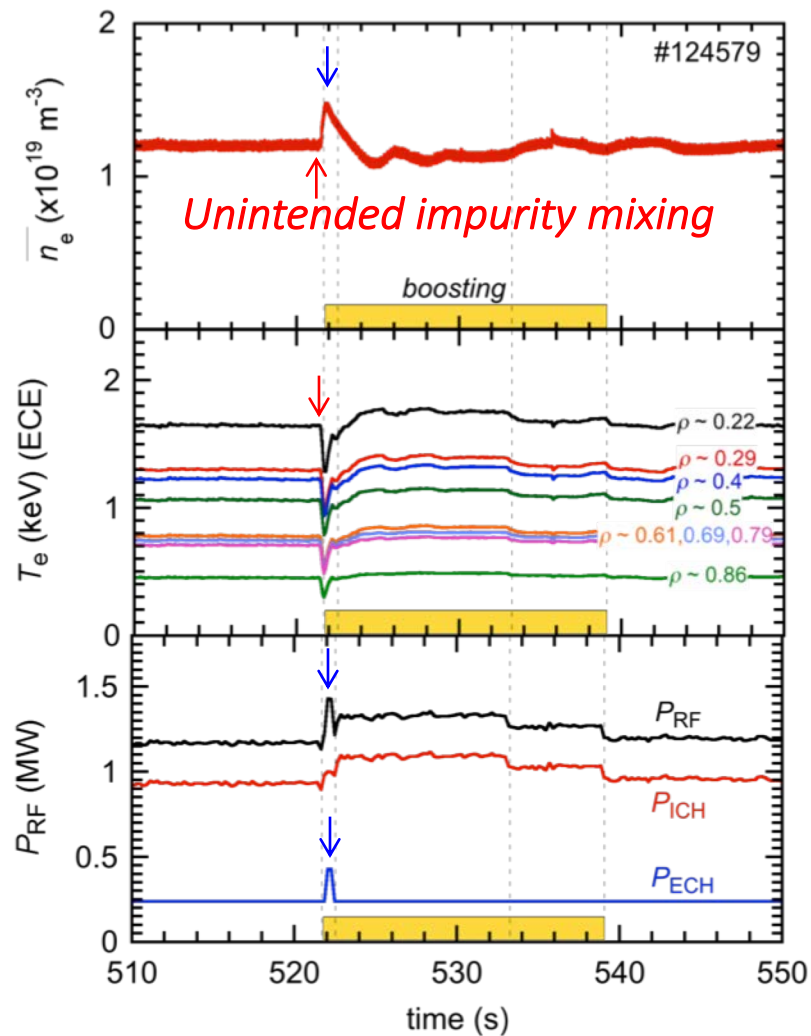 #124579
2
1
0
n̅e (x10^19 m^-3)
Unintended impurity mixing
boosting
2
1
0
Te (keV) (ECE)
ρ ~ 0.22
ρ ~ 0.29
ρ ~ 0.4
ρ ~ 0.5
ρ ~ 0.61,0.69,0.79
ρ ~ 0.86
1.5
1
0.5
0
PRF (MW)
PRF
PICH
PECH
510 520 530 540 550
time (s)